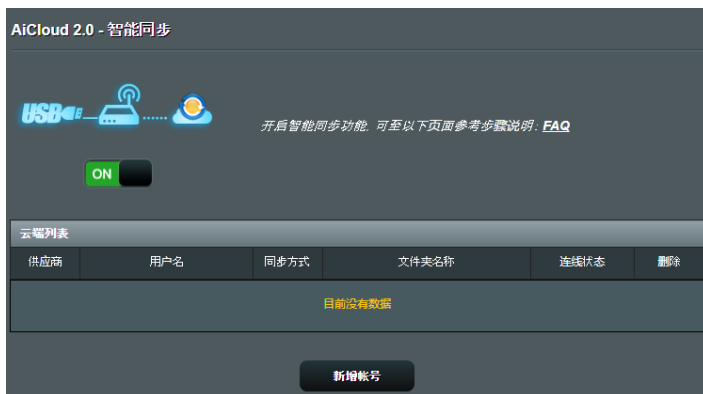 AiCloud 2.0 - 智能同步
USB
开启智能同步功能, 可至以下页面参考步骤说明: FAQ
ON
云端列表
供应商 用户名 同步方式 文件夹名称 连线状态 删除
目前没有数据
新增帐号